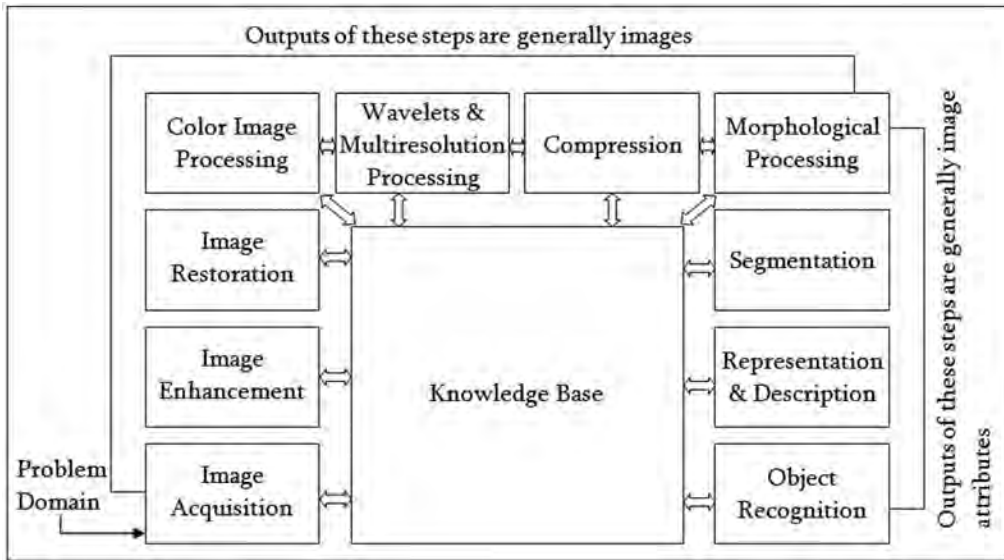 Outputs of these steps are generally images
Color Image
Processing
Wavelets &
Multiresolution
Processing
Compression
Morphological
Processing
Image
Restoration
Segmentation
Image
Enhancement
Knowledge Base
Representation
& Description
Problem
Domain
Image
Acquisition
Object
Recognition
Outputs of these steps are generally image
attributes